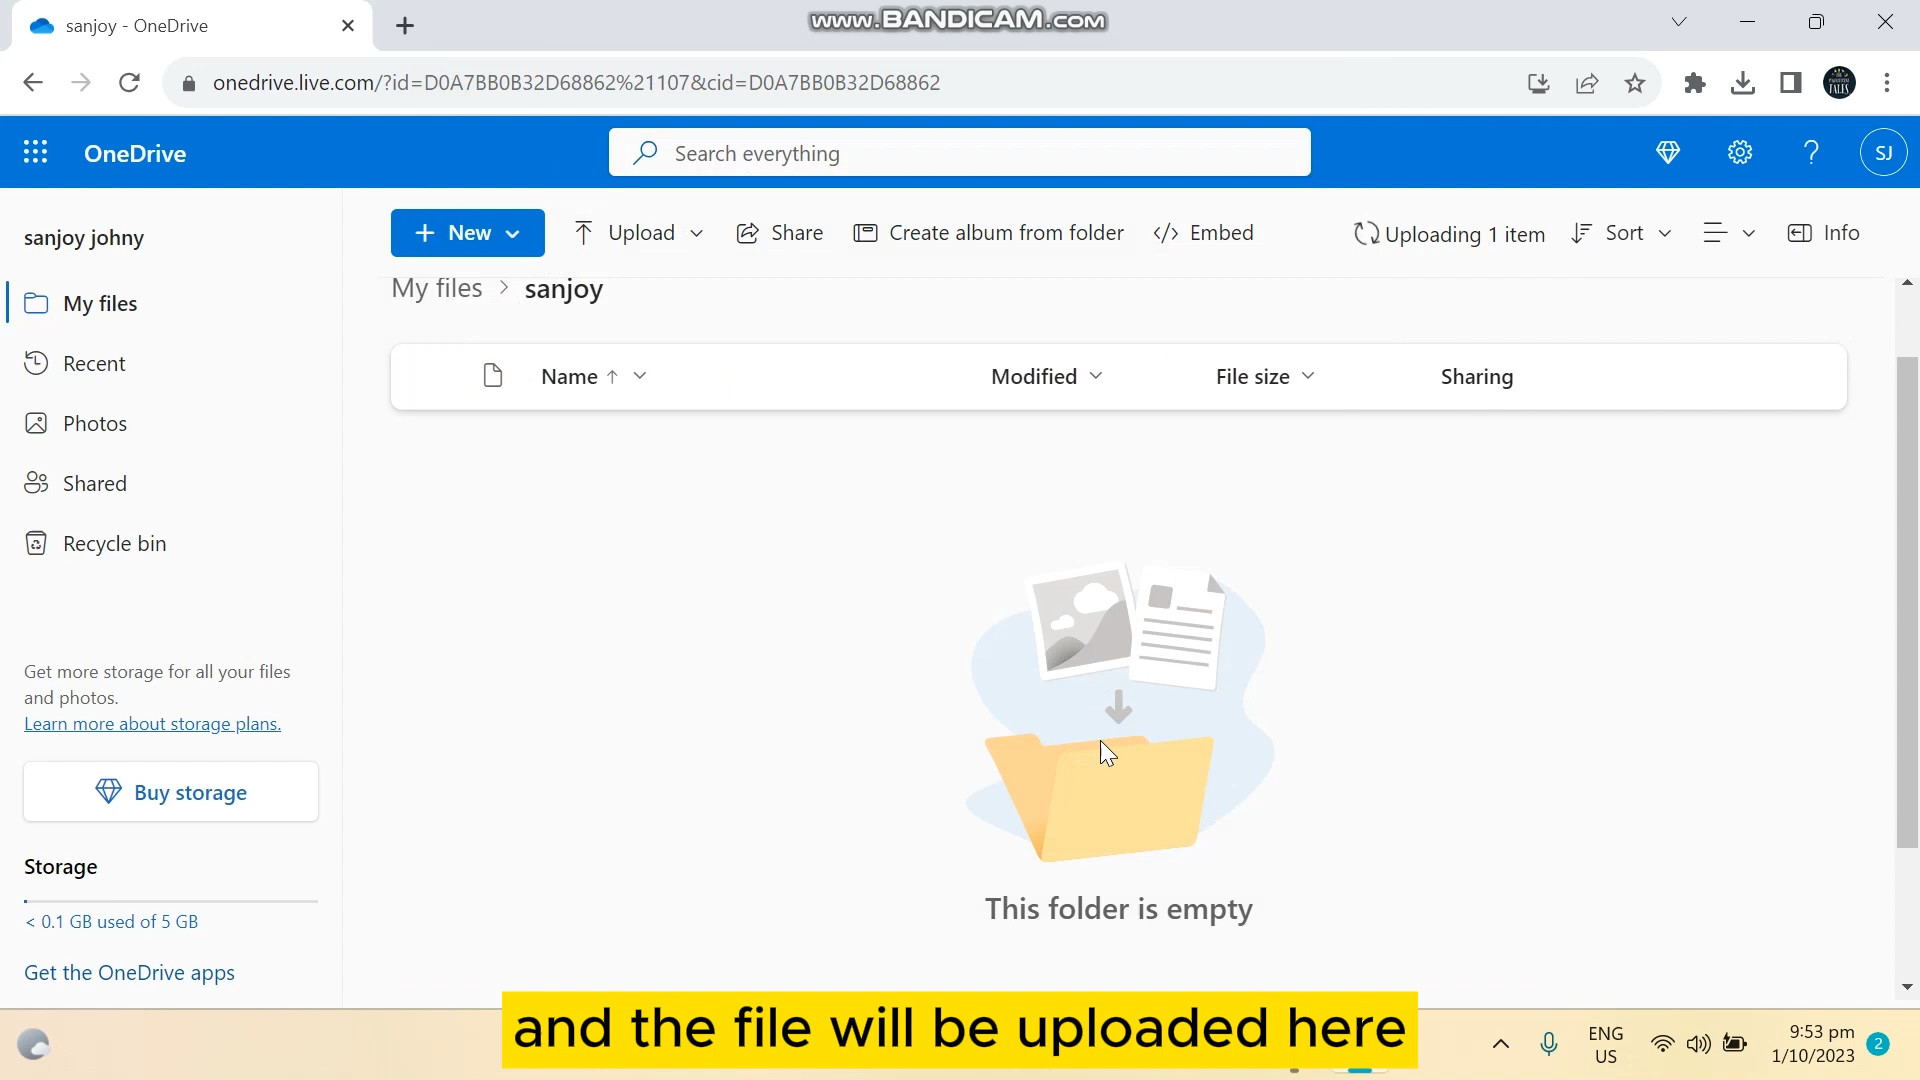 sanjoy - OneDrive
www.BANDICAM.com
onedrive.live.com/?id=D0A7BB0B32D68862%21107&cid=D0A7BB0B32D68862
OneDrive
Search everything
?
SJ
sanjoy johny
New
Upload
Share
Create album from folder
</> Embed
Uploading 1 item
Sort
Info
My files > sanjoy
My files
Name
Modified
File size
Sharing
Recent
Photos
Shared
Recycle bin
Get more storage for all your files
and photos.
Learn more about storage plans.
Buy storage
Storage
< 0.1 GB used of 5 GB
Get the OneDrive apps
This folder is empty
and the file will be uploaded here
ENG
US
9:53 pm
1/10/2023
2